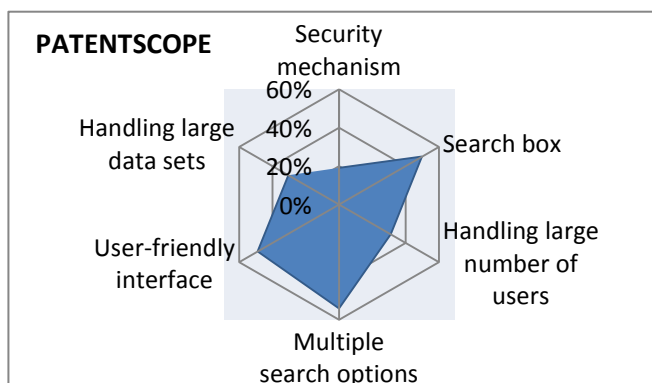 PATENTSCOPE
Security
mechanism
60%
40%
20%
0%
Search box
Handling large
number of
users
Multiple
search options
User-friendly
interface
Handling large
data sets